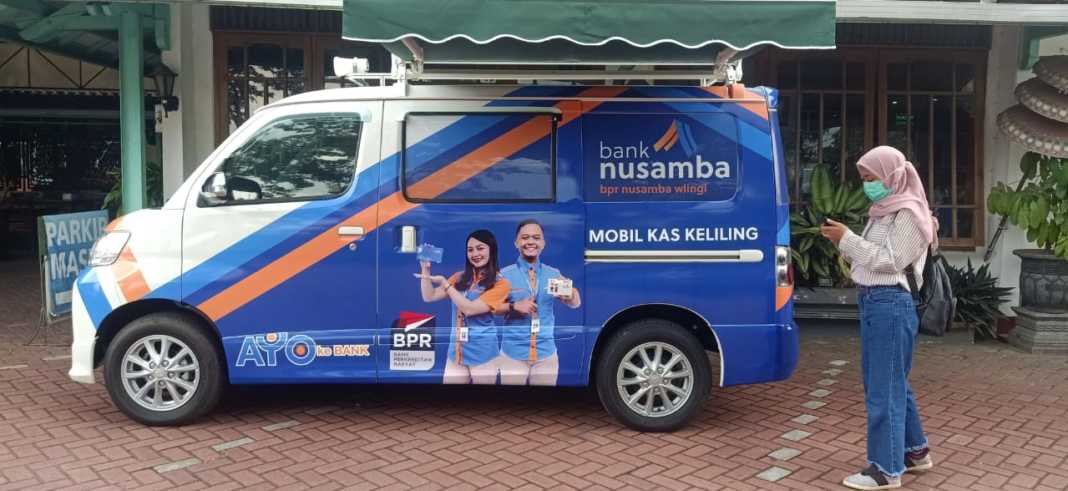 PARKIR
MAS
bank
nusamba
bpr nusamba wlingi
MOBIL KAS KELILING
AYO ke BANK
BPR
BANK
PERKREDITAN
RAKYAT